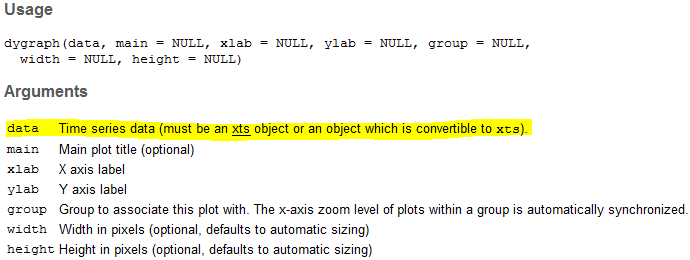 Usage
dygraph(data, main = NULL, xlab = NULL, ylab = NULL, group = NULL,
width = NULL, height = NULL)
Arguments
data Time series data (must be an xts object or an object which is convertible to xts).
main Main plot title (optional)
xlab X axis label
ylab Y axis label
group Group to associate this plot with. The x-axis zoom level of plots within a group is automatically synchronized.
width Width in pixels (optional, defaults to automatic sizing)
height Height in pixels (optional, defaults to automatic sizing)